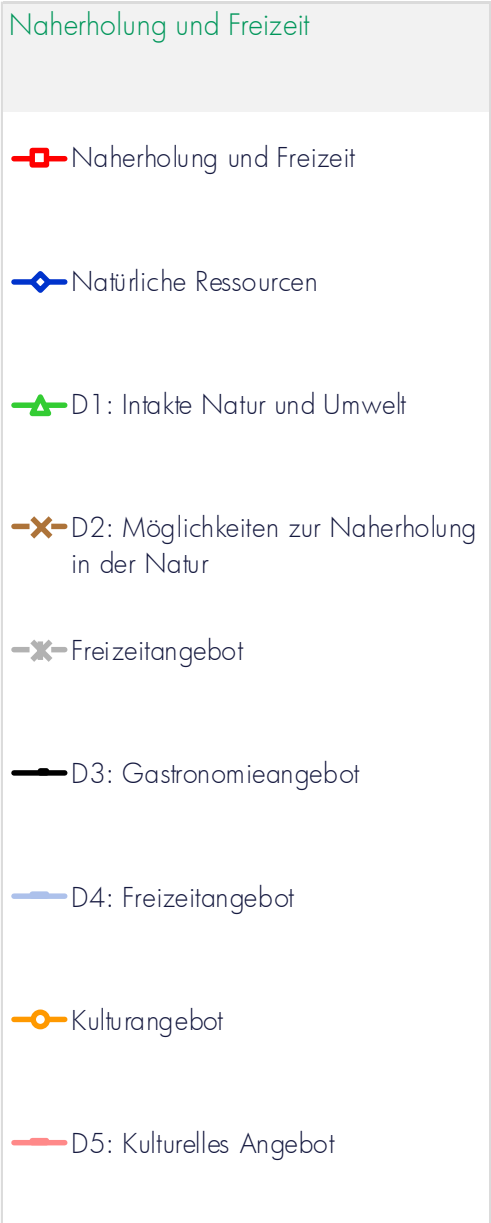 Naherholung und Freizeit
Naherholung und Freizeit
Natürliche Ressourcen
D1: Intakte Natur und Umwelt
D2: Möglichkeiten zur Naherholung
in der Natur
Freizeitangebot
D3: Gastronomieangebot
D4: Freizeitangebot
Kulturangebot
D5: Kulturelles Angebot